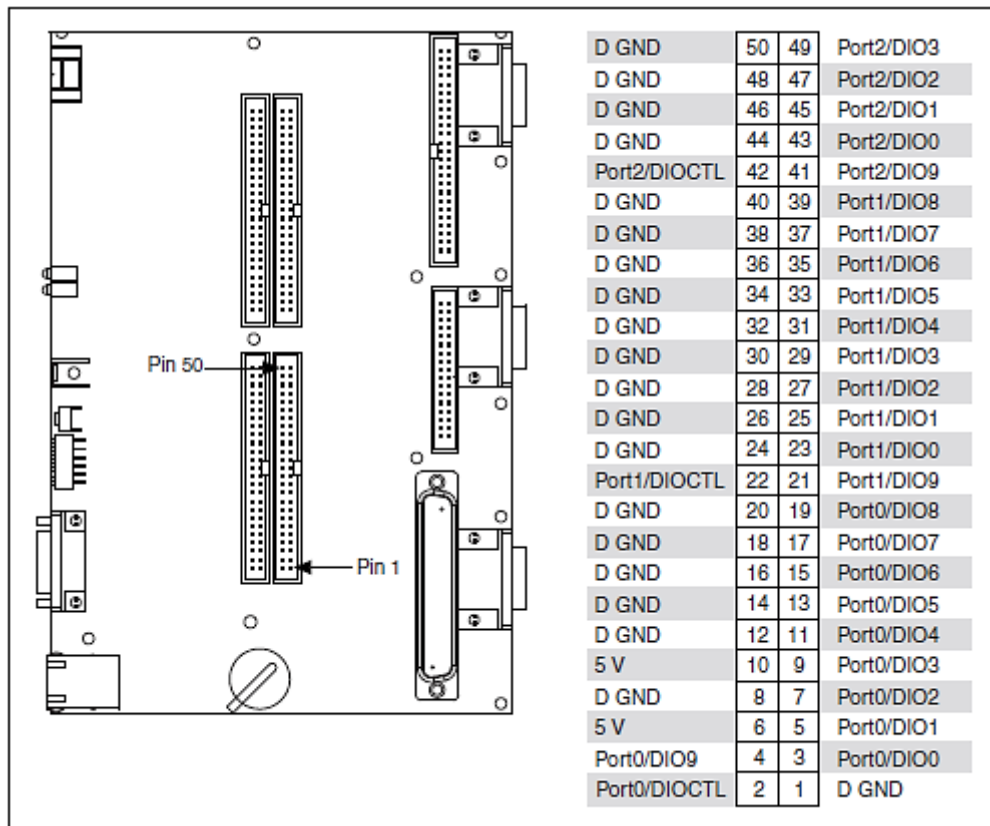 D GND 50 49 Port2/DIO3
D GND 48 47 Port2/DIO2
D GND 46 45 Port2/DIO1
D GND 44 43 Port2/DIO0
Port2/DIOCTL 42 41 Port2/DIO9
D GND 40 39 Port1/DIO8
D GND 38 37 Port1/DIO7
D GND 36 35 Port1/DIO6
D GND 34 33 Port1/DIO5
D GND 32 31 Port1/DIO4
D GND 30 29 Port1/DIO3
D GND 28 27 Port1/DIO2
D GND 26 25 Port1/DIO1
D GND 24 23 Port1/DIO0
Port1/DIOCTL 22 21 Port1/DIO9
D GND 20 19 Port0/DIO8
D GND 18 17 Port0/DIO7
D GND 16 15 Port0/DIO6
D GND 14 13 Port0/DIO5
D GND 12 11 Port0/DIO4
5 V 10 9 Port0/DIO3
D GND 8 7 Port0/DIO2
5 V 6 5 Port0/DIO1
Port0/DIO9 4 3 Port0/DIO0
Port0/DIOCTL 2 1 D GND
Pin 50
Pin 1